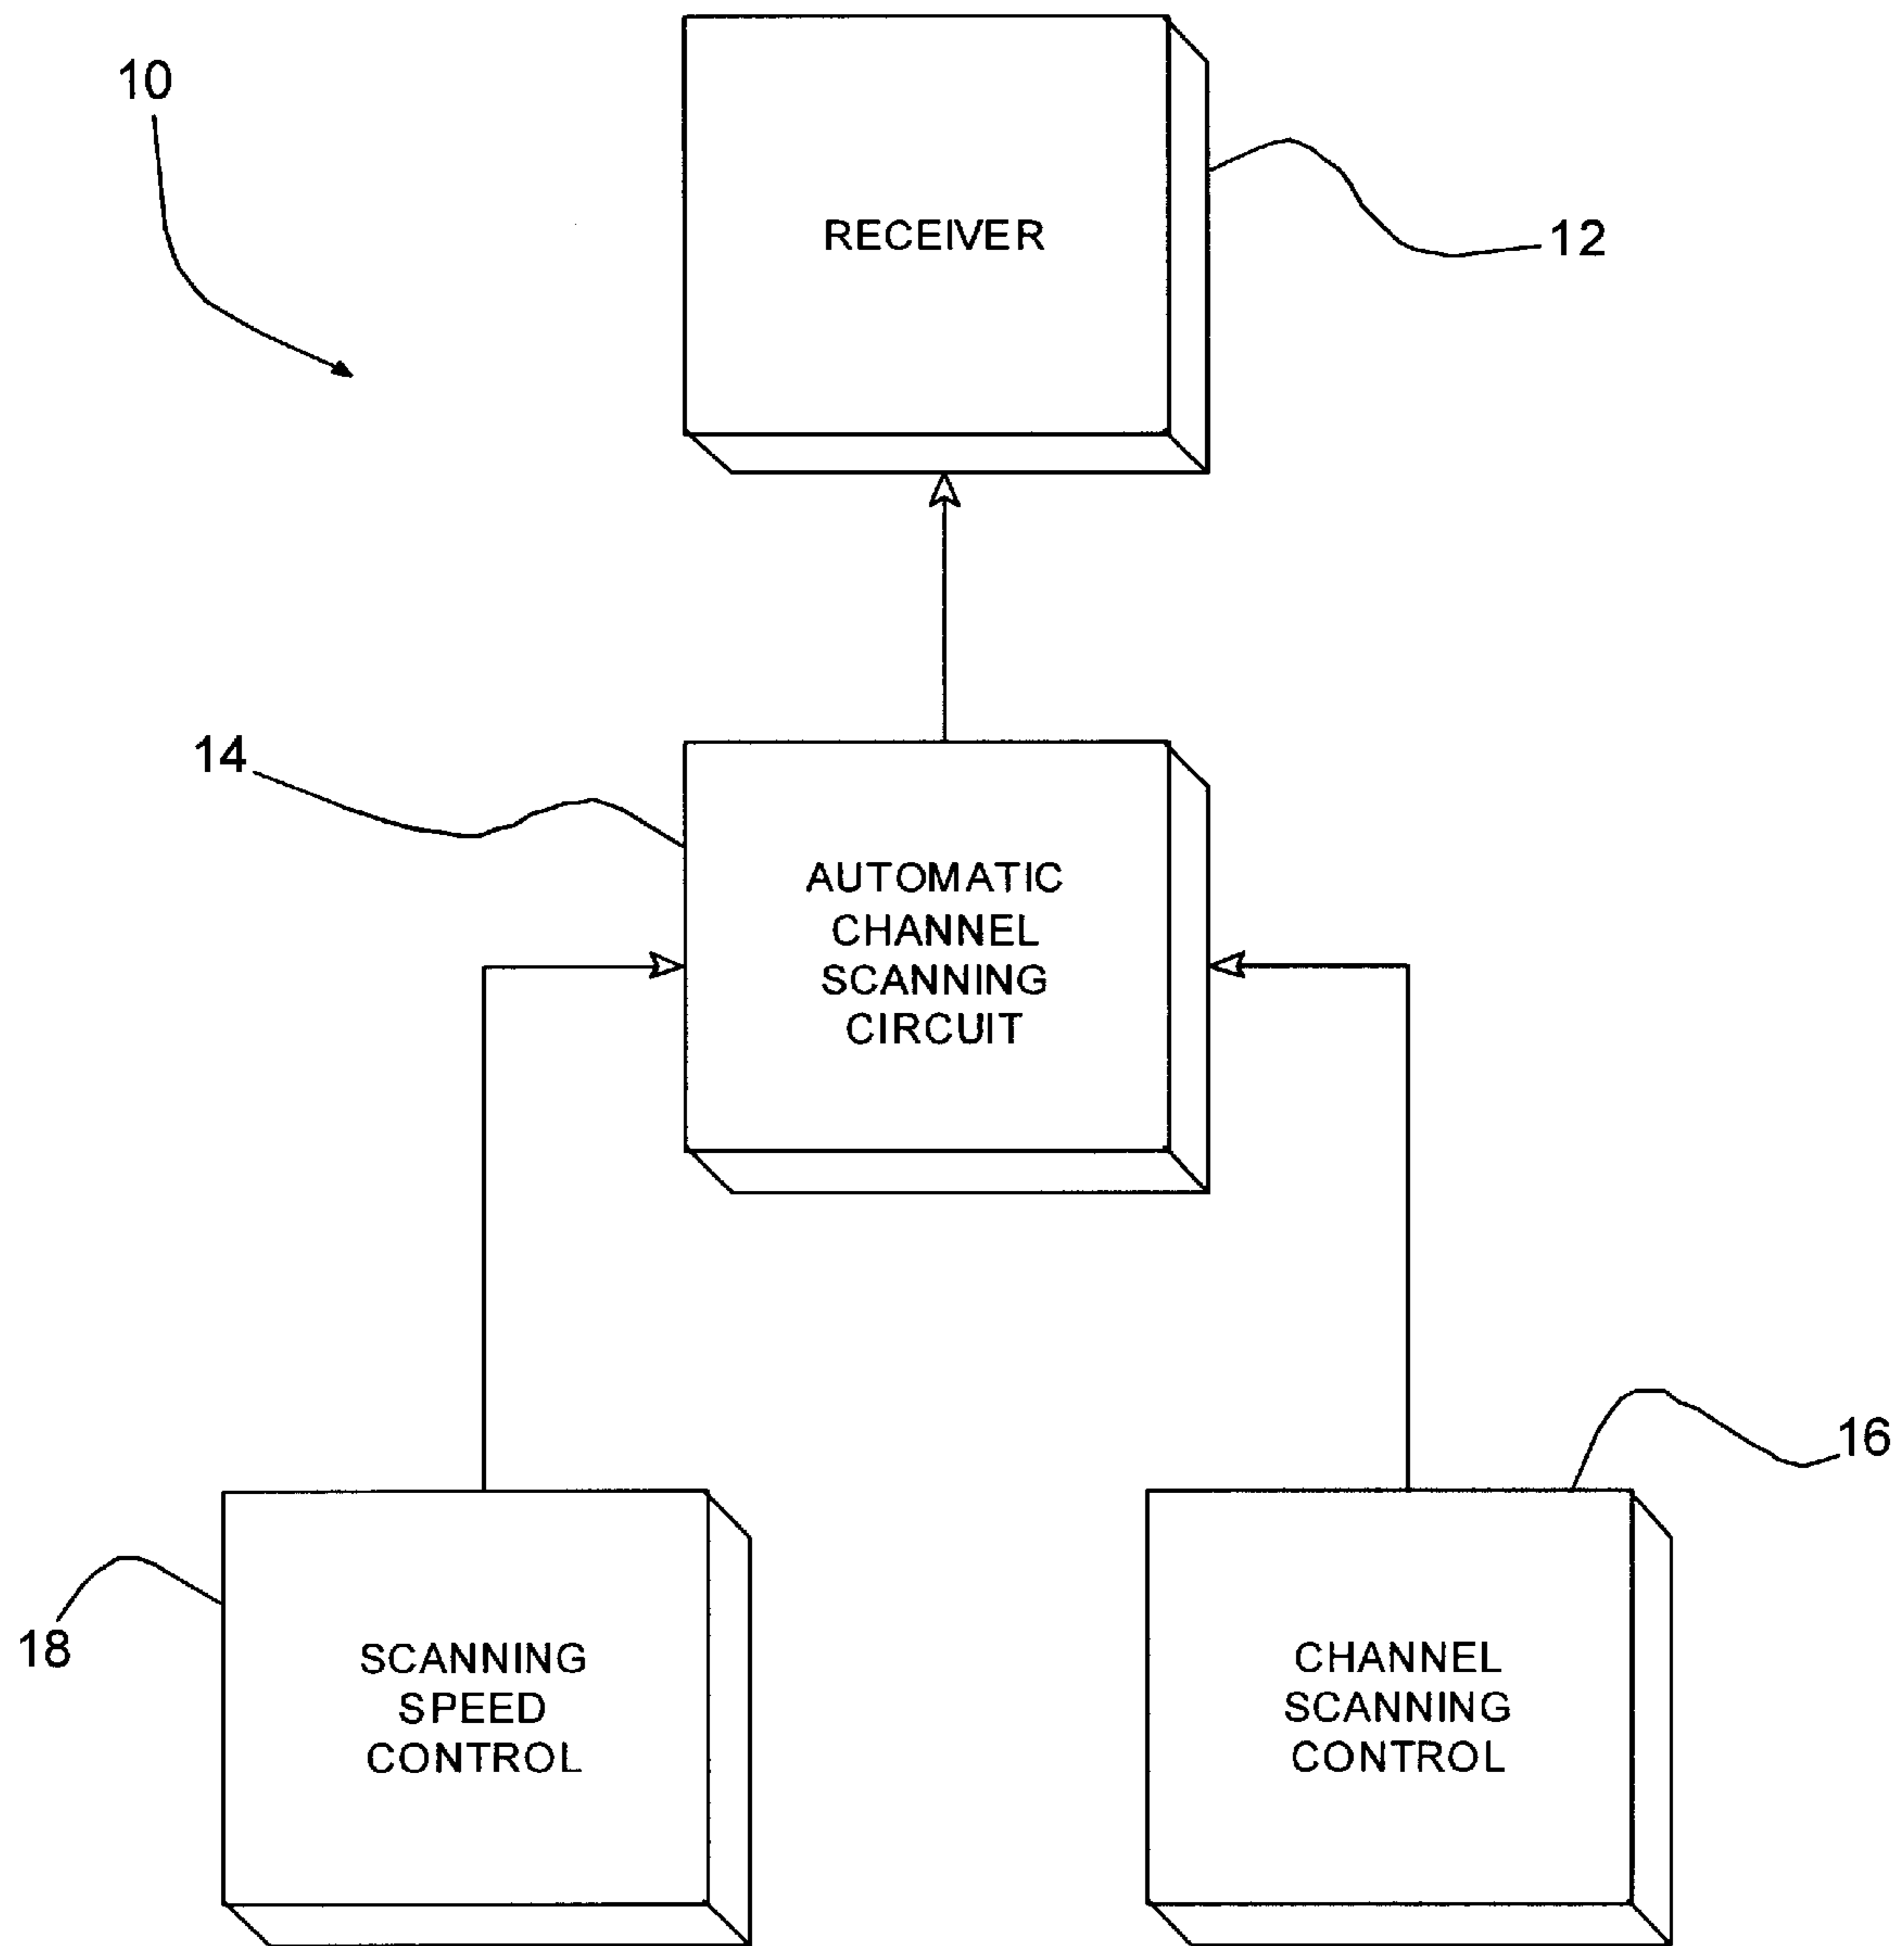 10
RECEIVER
12
14
AUTOMATIC
CHANNEL
SCANNING
CIRCUIT
16
18
SCANNING
SPEED
CONTROL
CHANNEL
SCANNING
CONTROL